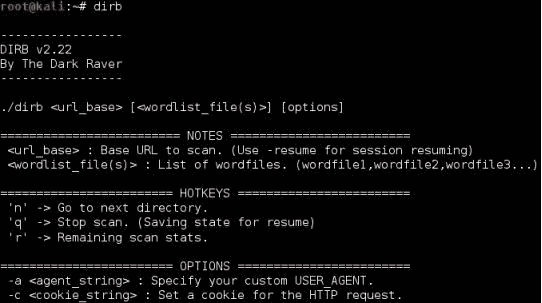 root@kali:~# dirb
-----------------
DIRB v2.22
By The Dark Raver
-----------------
./dirb <url_base> [<wordlist_file(s)>] [options]
========================= NOTES =========================
<url_base> : Base URL to scan. (Use -resume for session resuming)
<wordlist_file(s)> : List of wordfiles. (wordfile1,wordfile2,wordfile3...)
======================== HOTKEYS ========================
'n' -> Go to next directory.
'q' -> Stop scan. (Saving state for resume)
'r' -> Remaining scan stats.
======================== OPTIONS ========================
-a <agent_string> : Specify your custom USER_AGENT.
-c <cookie_string> : Set a cookie for the HTTP request.